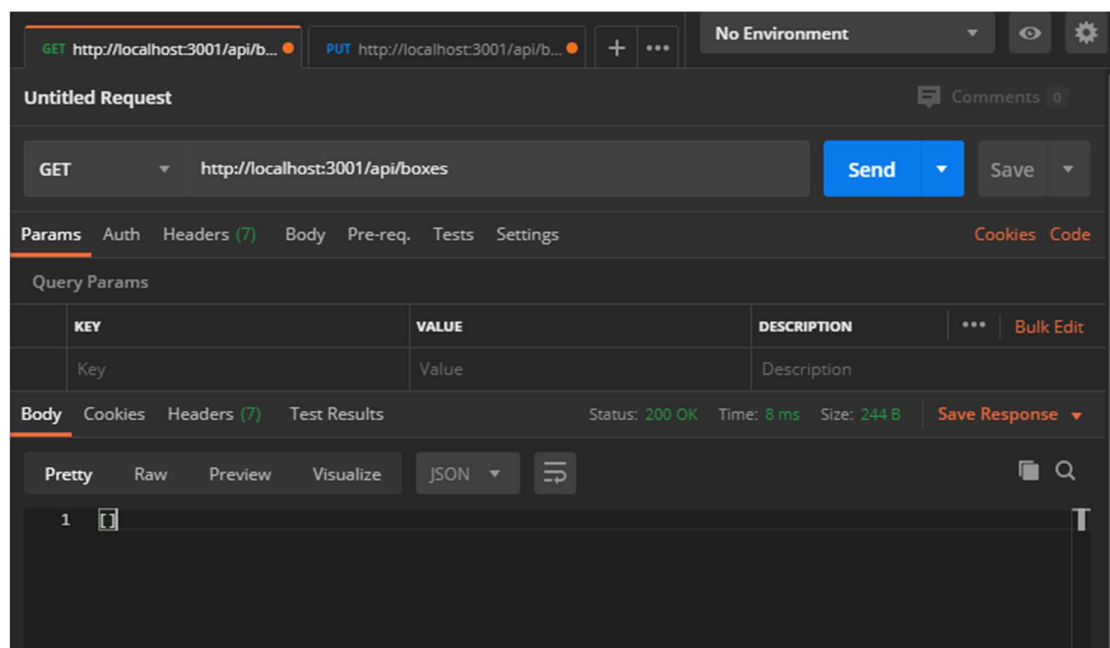 GET http://localhost:3001/api/b... PUT http://localhost:3001/api/b... + ••• No Environment
Untitled Request Comments 0
GET http://localhost:3001/api/boxes Send Save
Params Auth Headers (7) Body Pre-req. Tests Settings Cookies Code
Query Params
KEY VALUE DESCRIPTION ••• Bulk Edit
Key Value Description
Body Cookies Headers (7) Test Results Status: 200 OK Time: 8 ms Size: 244 B Save Response
Pretty Raw Preview Visualize JSON
1 []